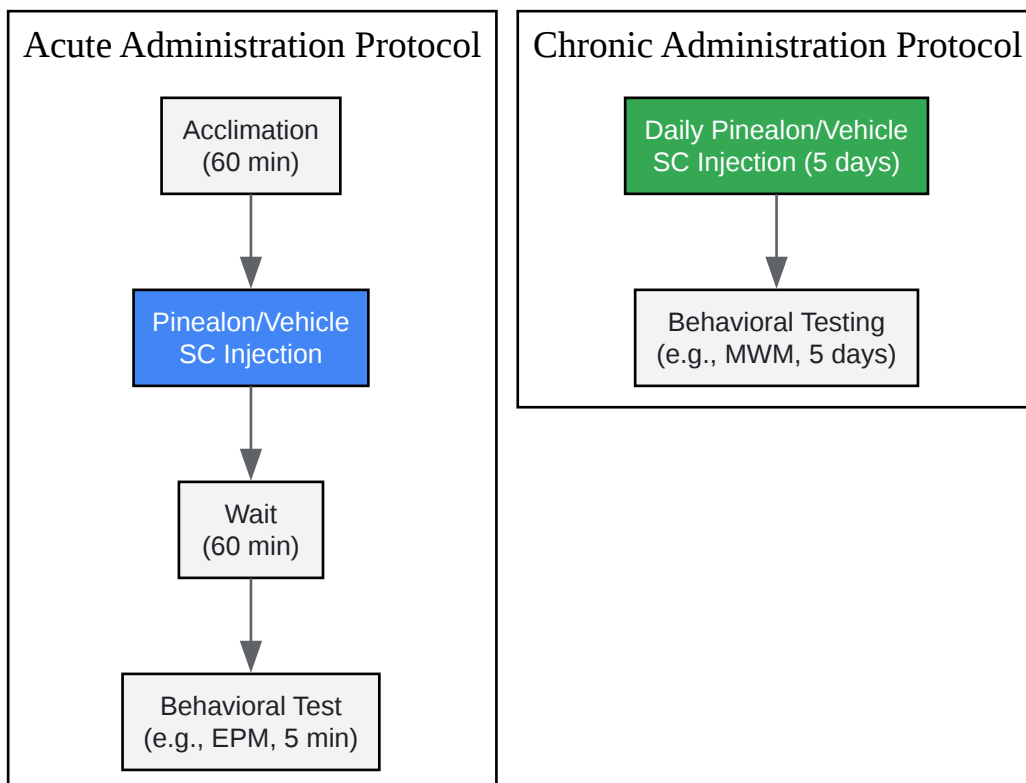 Acute Administration Protocol
Acclimation
(60 min)
Pinealon/Vehicle
SC Injection
Wait
(60 min)
Behavioral Test
(e.g., EPM, 5 min)
Chronic Administration Protocol
Daily Pinealon/Vehicle
SC Injection (5 days)
Behavioral Testing
(e.g., MWM, 5 days)